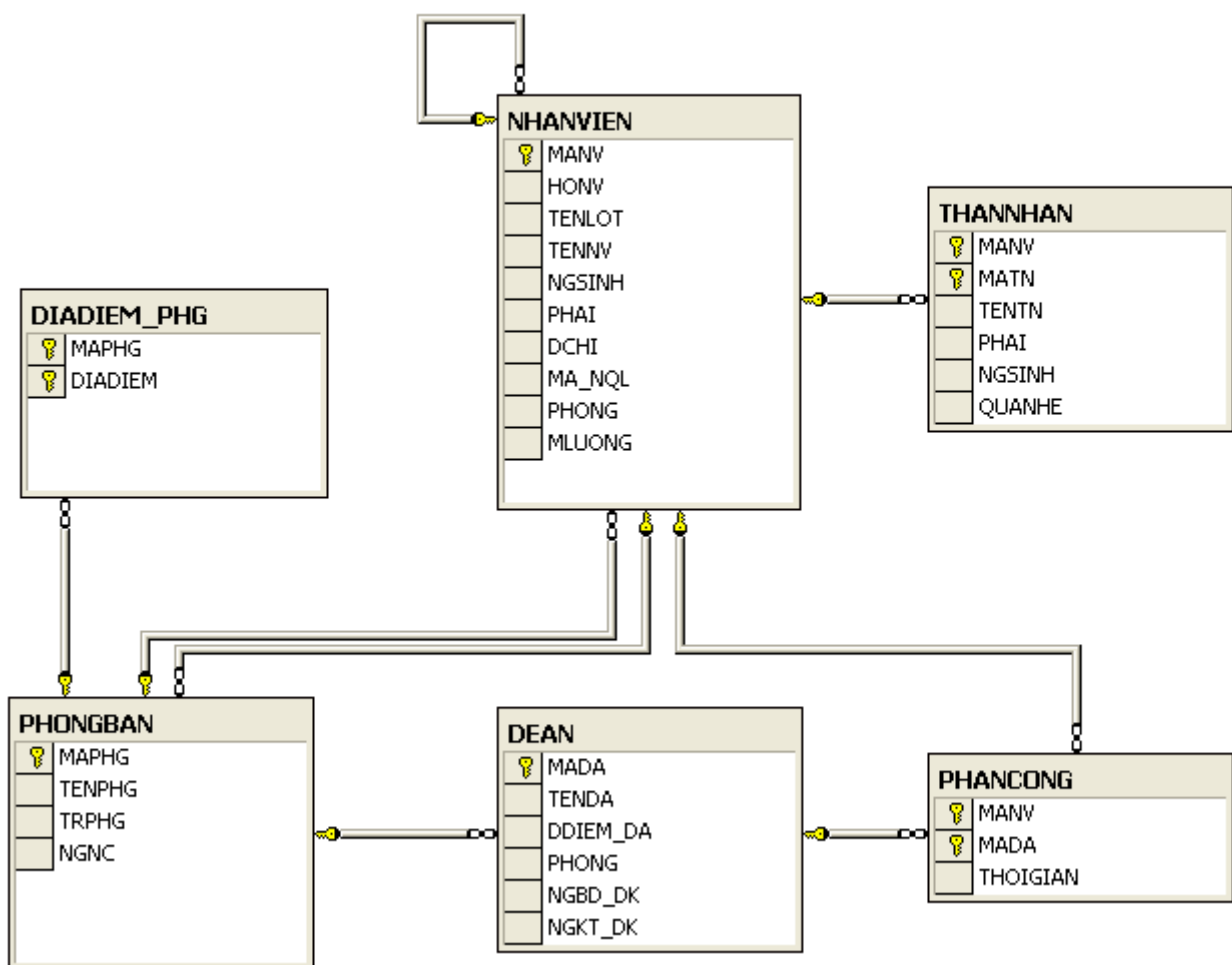 NHANVIEN
MANV
HONV
TENLOT
TENNV
NGSINH
PHAI
DCHI
MA_NQL
PHONG
MLUONG
THANNHAN
MANV
MATN
TENTN
PHAI
NGSINH
QUANHE
DIADIEM_PHG
MAPHG
DIADIEM
PHONGBAN
MAPHG
TENPHG
TRPHG
NGNC
DEAN
MADA
TENDA
DDIEM_DA
PHONG
NGBD_DK
NGKT_DK
PHANCONG
MANV
MADA
THOIGIAN